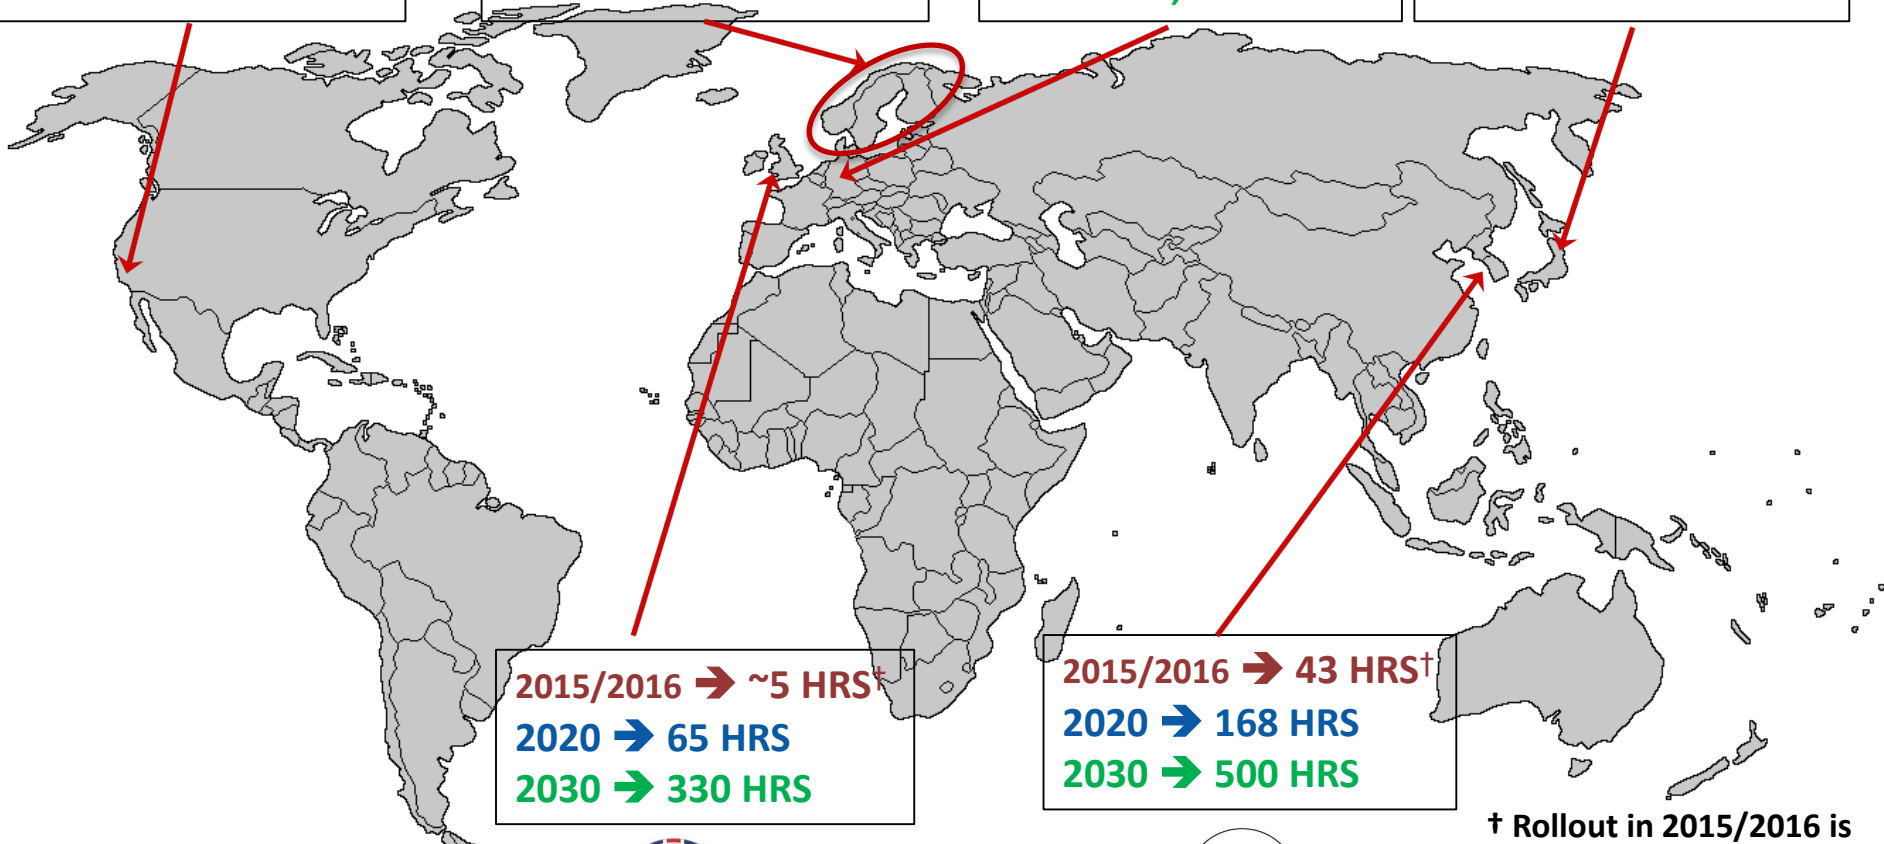 2015/2016 ➔ ~5 HRS†
2020 ➔ 65 HRS
2030 ➔ 330 HRS
2015/2016 ➔ 43 HRS†
2020 ➔ 168 HRS
2030 ➔ 500 HRS
† Rollout in 2015/2016 is